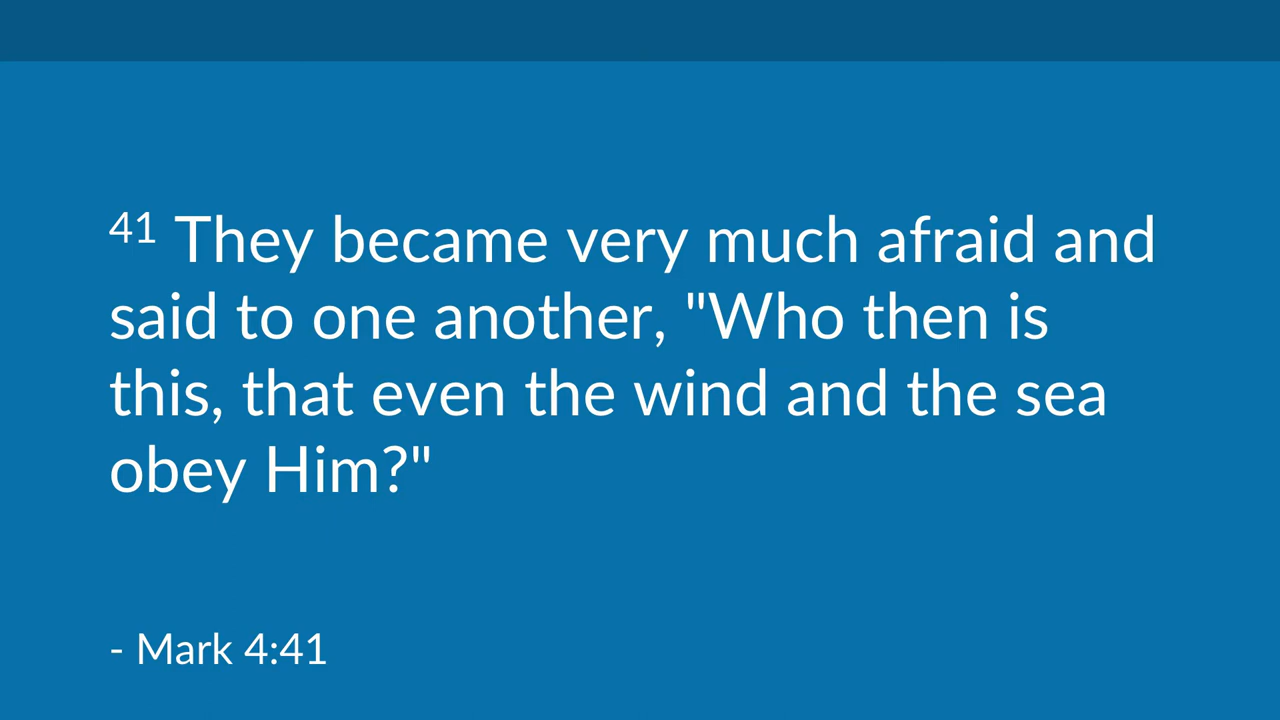 41 They became very much afraid and
said to one another, "Who then is
this, that even the wind and the sea
obey Him?"
- Mark 4:41